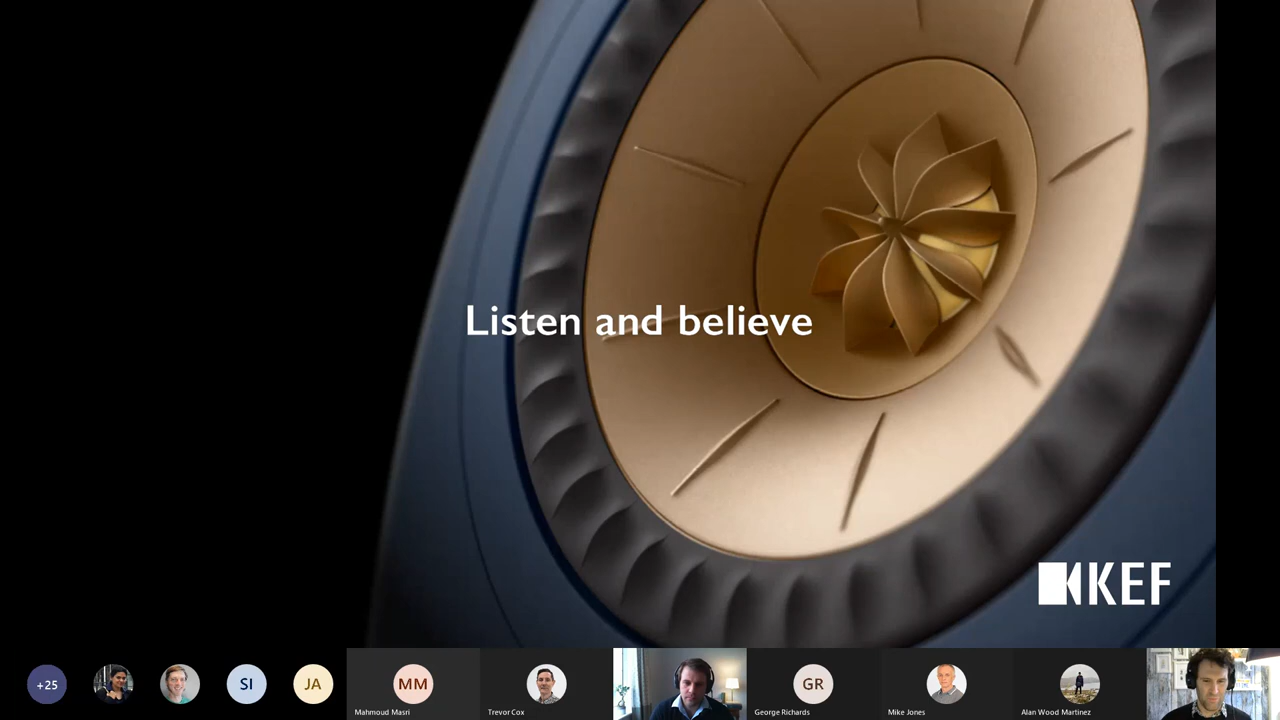 Listen and believe
KEF
+25
SI
JA
MM
GR
Mahmoud Masri
Trevor Cox
George Richards
Mike Jones
Alan Wood Martinez